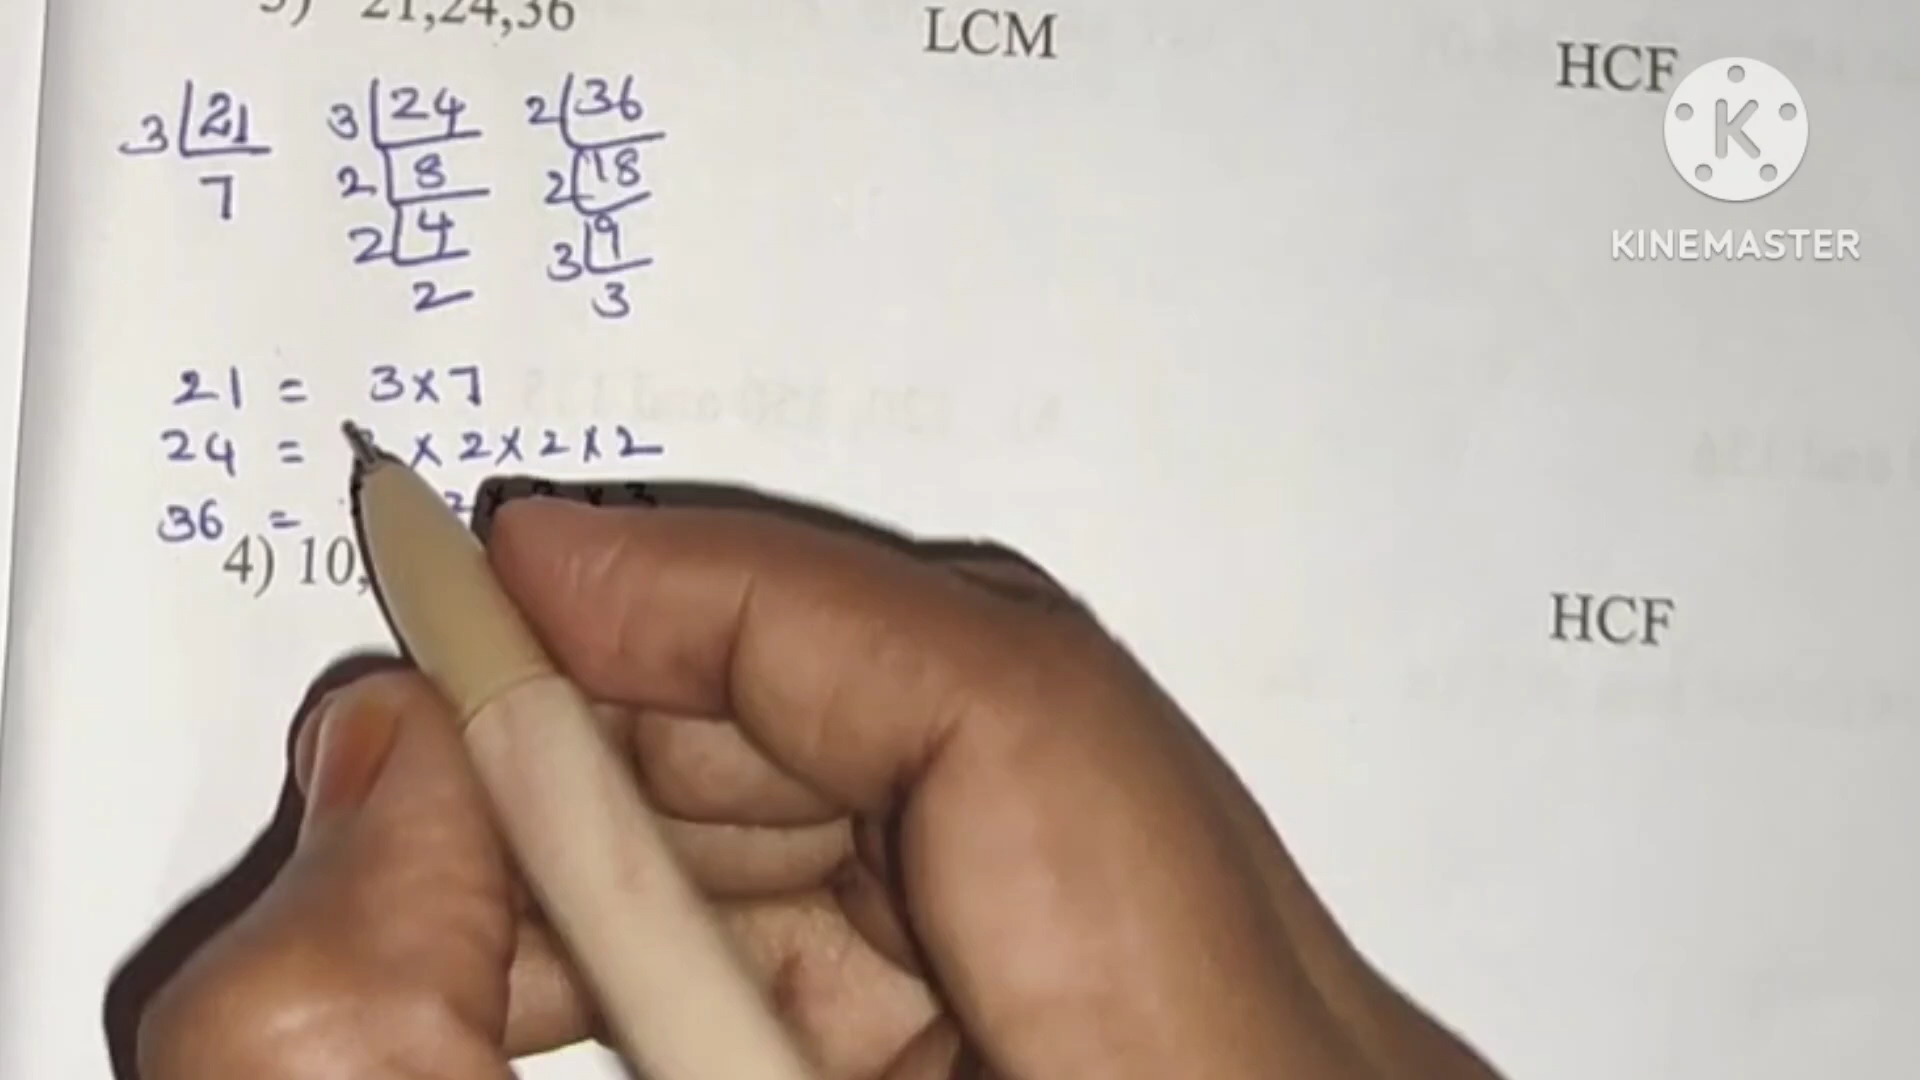 3) 21,24,36
LCM
HCF
KINEMASTER
3 21 3 24 2 36
7 2 8 2 18
2 4 3 9
2 3
21 = 3 × 7
24 = × 2 × 2 × 2
36 =
4) 10,
HCF